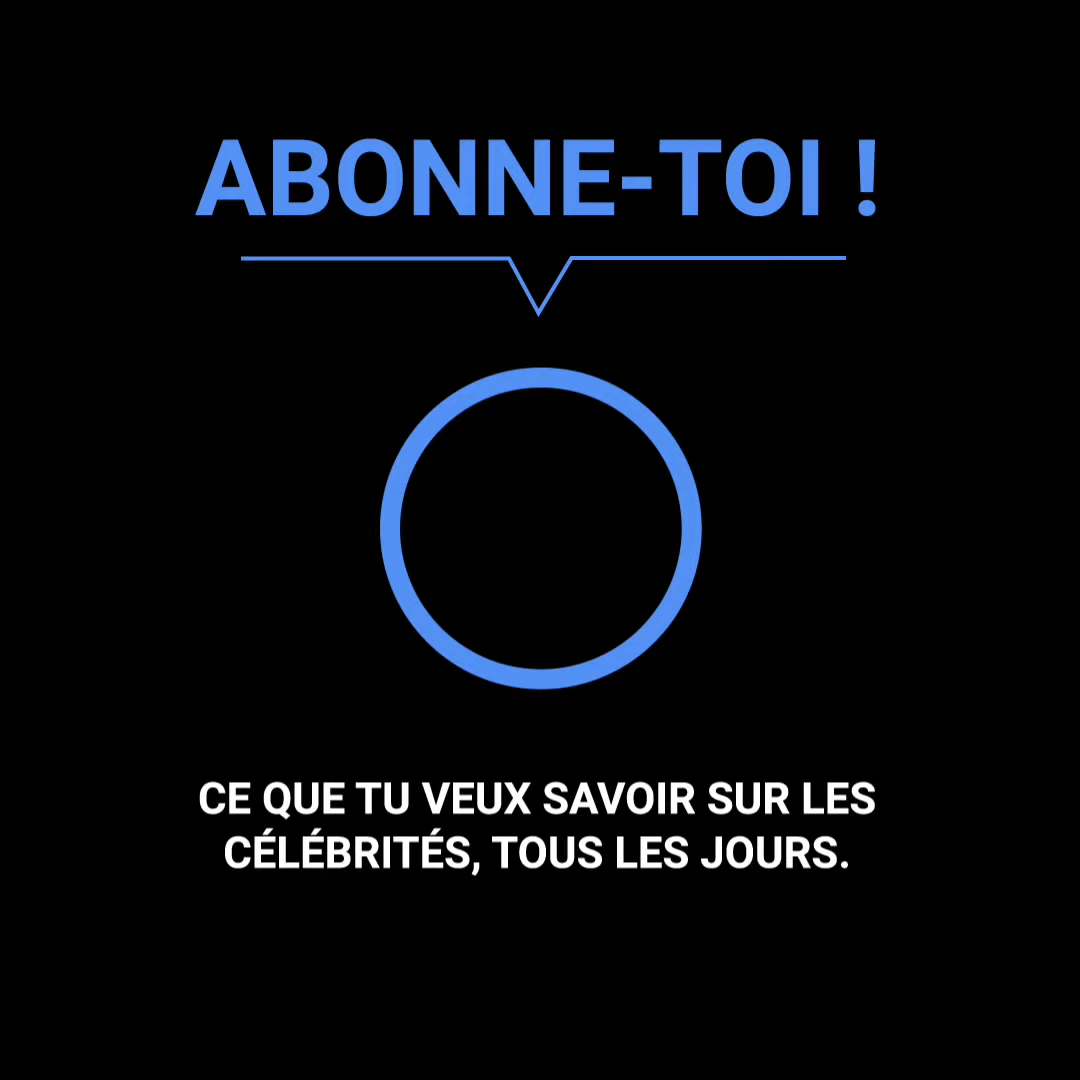 ABONNE-TOI !
CE QUE TU VEUX SAVOIR SUR LES
CÉLÉBRITÉS, TOUS LES JOURS.